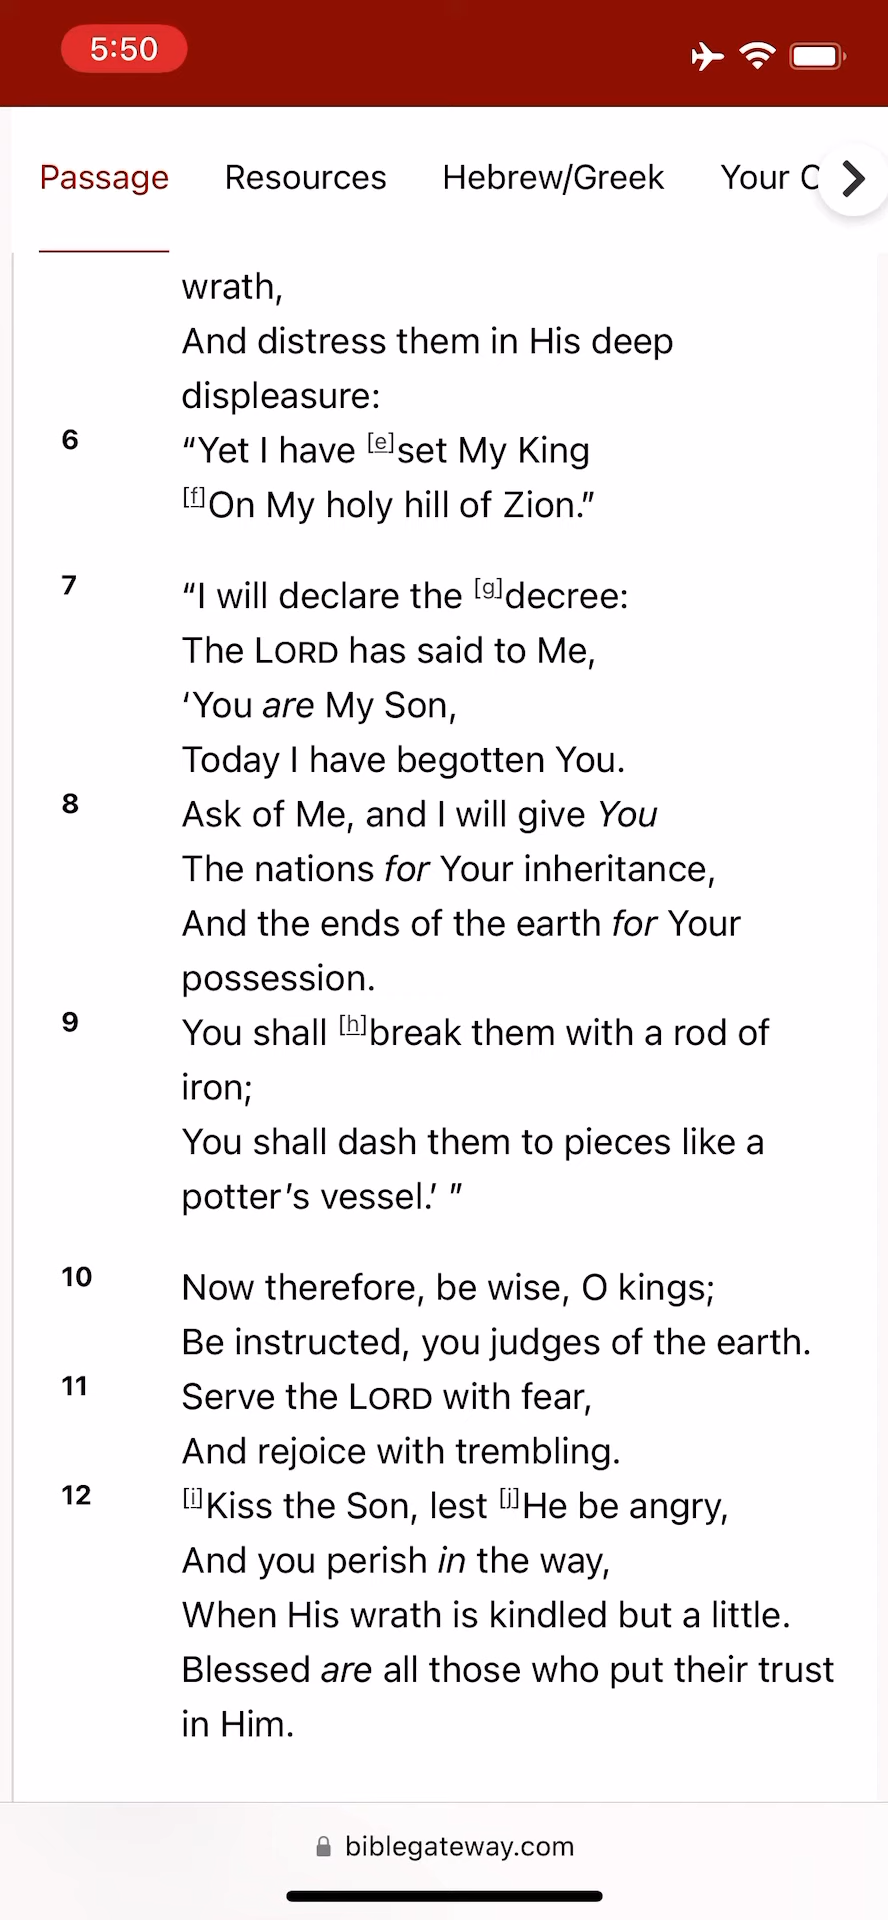 5:50
Passage Resources Hebrew/Greek Your C
wrath,
And distress them in His deep
displeasure:
6 “Yet I have [e]set My King
[f]On My holy hill of Zion.”
7 “I will declare the [g]decree:
The LORD has said to Me,
‘You are My Son,
Today I have begotten You.
8 Ask of Me, and I will give You
The nations for Your inheritance,
And the ends of the earth for Your
possession.
9 You shall [h]break them with a rod of
iron;
You shall dash them to pieces like a
potter’s vessel.’ ”
10 Now therefore, be wise, O kings;
Be instructed, you judges of the earth.
11 Serve the LORD with fear,
And rejoice with trembling.
12 [i]Kiss the Son, lest [j]He be angry,
And you perish in the way,
When His wrath is kindled but a little.
Blessed are all those who put their trust
in Him.
biblegateway.com